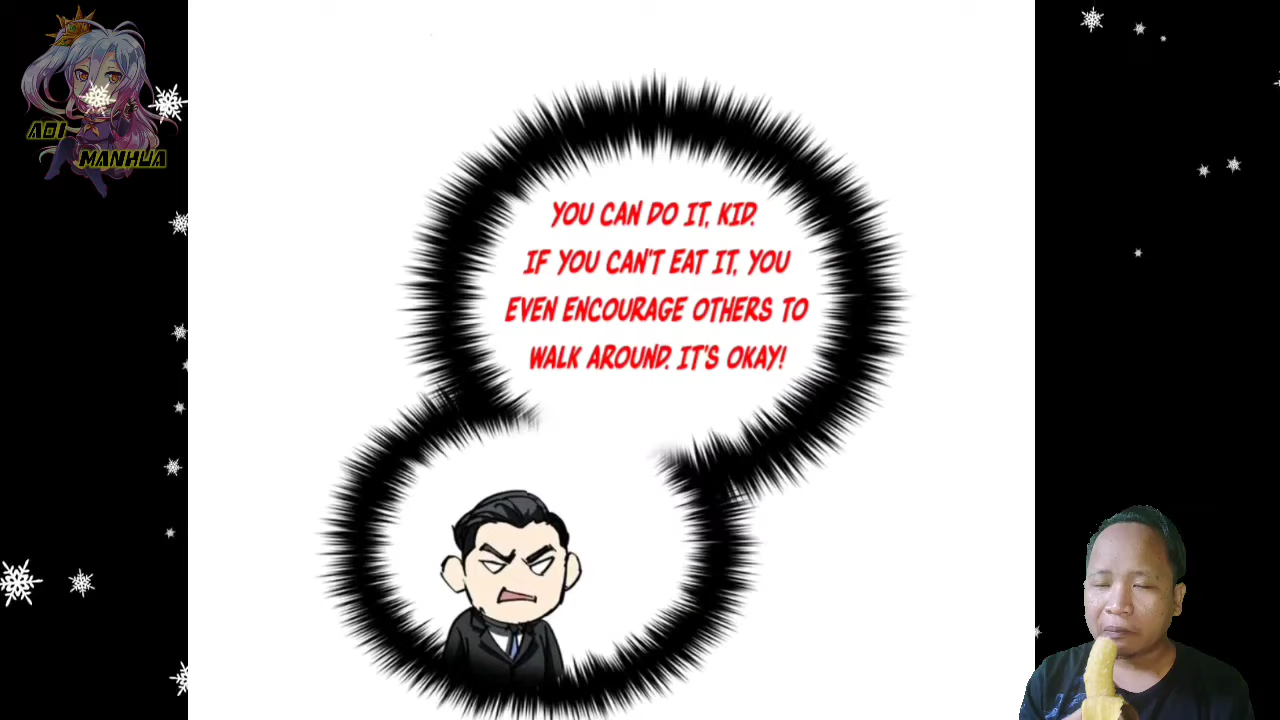 AOI
MANHUA
YOU CAN DO IT, KID.
IF YOU CAN'T EAT IT, YOU
EVEN ENCOURAGE OTHERS TO
WALK AROUND. IT'S OKAY!